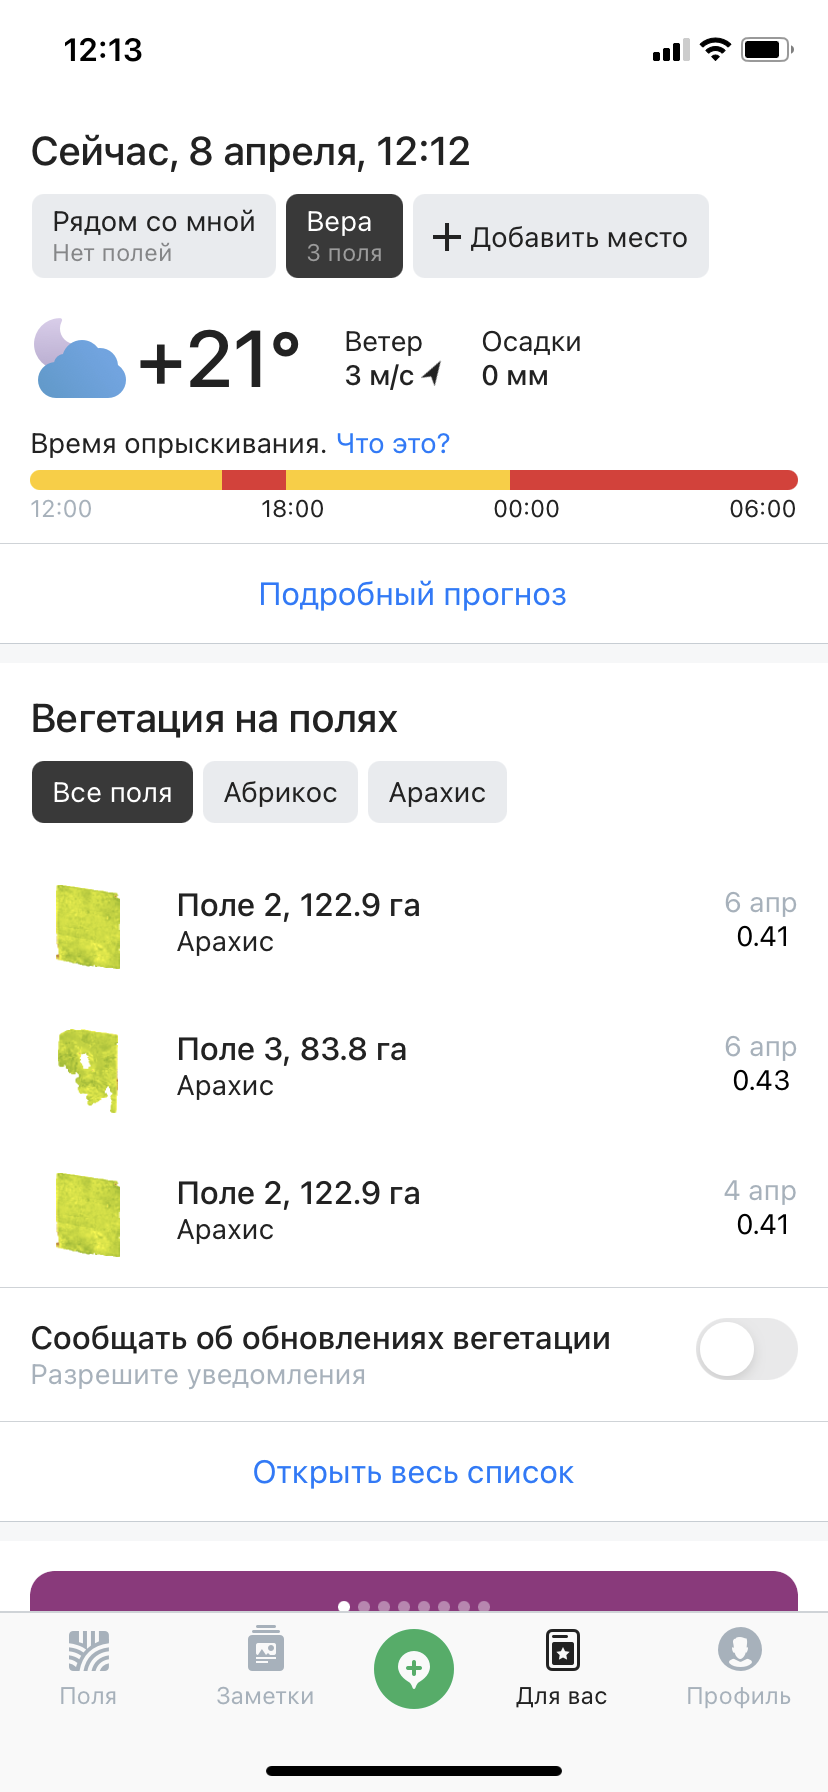 12:13
Сейчас, 8 апреля, 12:12
Рядом со мной
Нет полей
Вера
3 поля
Добавить место
+21°
Ветер
3 м/с
Осадки
0 мм
Время опрыскивания. Что это?
12:00 18:00 00:00 06:00
Подробный прогноз
Вегетация на полях
Все поля Абрикос Арахис
Поле 2, 122.9 га
Арахис
6 апр
0.41
Поле 3, 83.8 га
Арахис
6 апр
0.43
Поле 2, 122.9 га
Арахис
4 апр
0.41
Сообщать об обновлениях вегетации
Разрешите уведомления
Открыть весь список
Поля Заметки Для вас Профиль